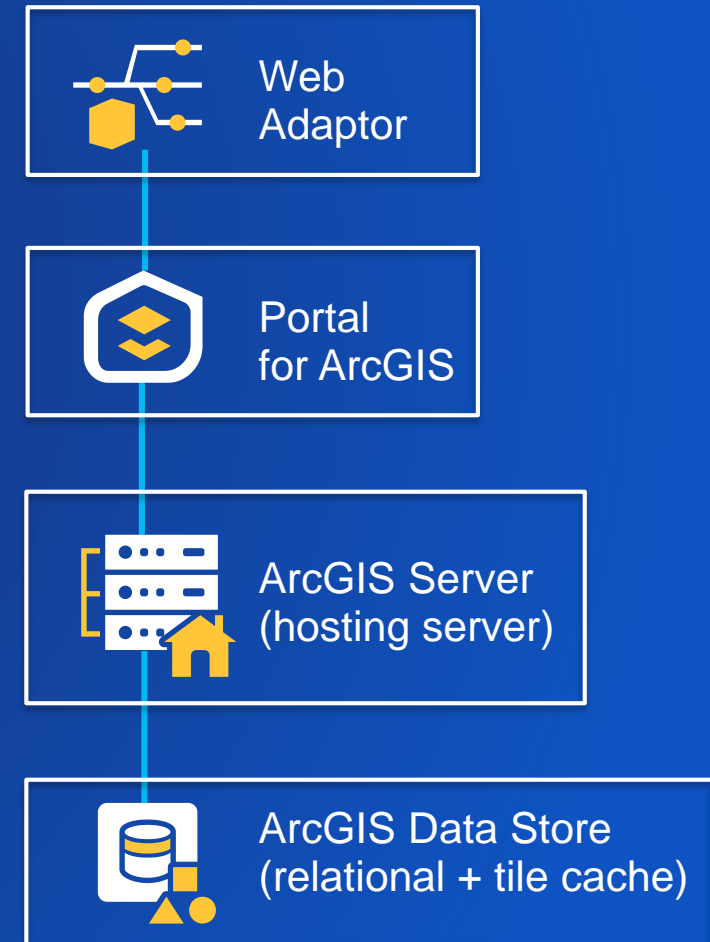 Web
Adaptor
Portal
for ArcGIS
ArcGIS Server
(hosting server)
ArcGIS Data Store
(relational + tile cache)